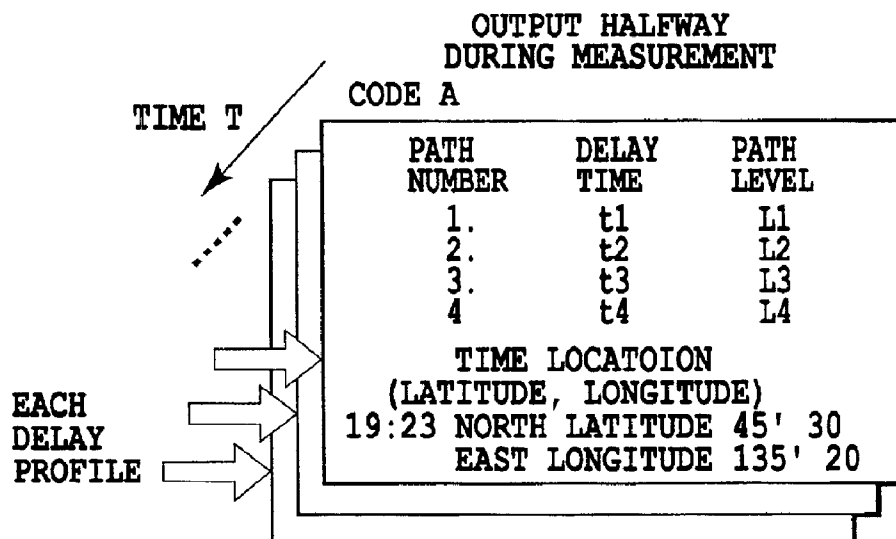 OUTPUT HALFWAY
DURING MEASUREMENT
CODE A
TIME T
PATH NUMBER DELAY TIME PATH LEVEL
1. t1 L1
2. t2 L2
3. t3 L3
4 t4 L4
TIME LOCATOION
(LATITUDE, LONGITUDE)
19:23 NORTH LATITUDE 45' 30
EAST LONGITUDE 135' 20
EACH
DELAY
PROFILE